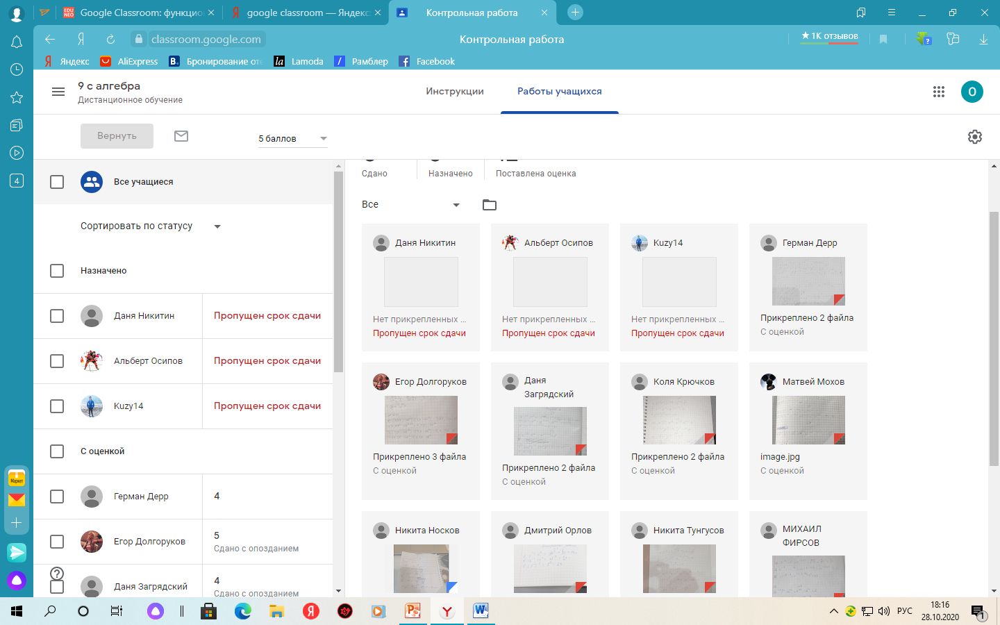 Google Classroom: функцио
google classroom — Яндекс
Контрольная работа
classroom.google.com
Контрольная работа
★ 1K отзывов
Яндекс
AliExpress
Бронирование оте
Lamoda
Рамблер
Facebook
9 с алгебра
Дистанционное обучение
Инструкции
Работы учащихся
О
Вернуть
5 баллов
4
Все учащиеся
Сортировать по статусу
Назначено
Даня Никитин
Пропущен срок сдачи
Альберт Осипов
Пропущен срок сдачи
Kuzy14
Пропущен срок сдачи
С оценкой
Герман Дерр
4
Егор Долгоруков
5
Сдано с опозданием
Даня Загрядский
4
Сдано с опозданием
Сдано
Назначено
Поставлена оценка
Все
Даня Никитин
Нет прикрепленных ...
Пропущен срок сдачи
Альберт Осипов
Нет прикрепленных ...
Пропущен срок сдачи
Kuzy14
Нет прикрепленных ...
Пропущен срок сдачи
Герман Дерр
Прикреплено 2 файла
С оценкой
Егор Долгоруков
Прикреплено 3 файла
С оценкой
Даня
Загрядский
Прикреплено 2 файла
С оценкой
Коля Крючков
Прикреплено 2 файла
С оценкой
Матвей Мохов
image.jpg
С оценкой
Никита Носков
Дмитрий Орлов
Никита Тунгусов
МИХАИЛ
ФИРСОВ
Маркет
РУС
18:16
28.10.2020
1